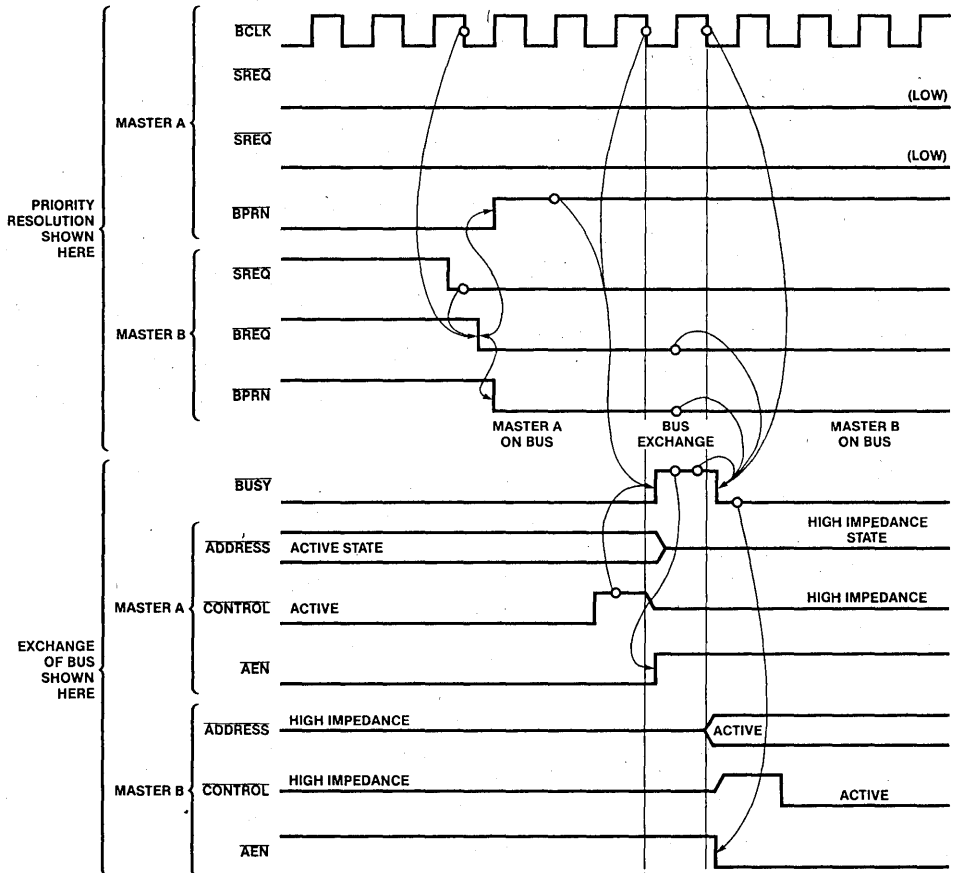 BCLK
SREQ
(LOW)
MASTER A
SREQ
(LOW)
PRIORITY
RESOLUTION
SHOWN
HERE
BPRN
SREQ
MASTER B
BREQ
BPRN
MASTER A
ON BUS
BUS
EXCHANGE
MASTER B
ON BUS
BUSY
HIGH IMPEDANCE
STATE
ADDRESS
ACTIVE STATE
MASTER A
CONTROL
ACTIVE
HIGH IMPEDANCE
EXCHANGE
OF BUS
SHOWN
HERE
AEN
ADDRESS
HIGH IMPEDANCE
ACTIVE
MASTER B
CONTROL
HIGH IMPEDANCE
ACTIVE
AEN